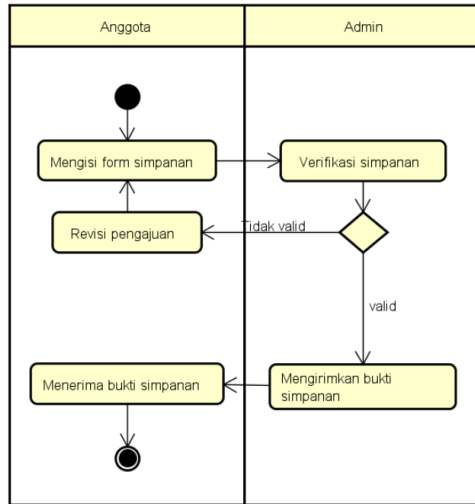 Anggota
Admin
Mengisi form simpanan
Verifikasi simpanan
Revisi pengajuan
Tidak valid
valid
Menerima bukti simpanan
Mengirimkan bukti
simpanan